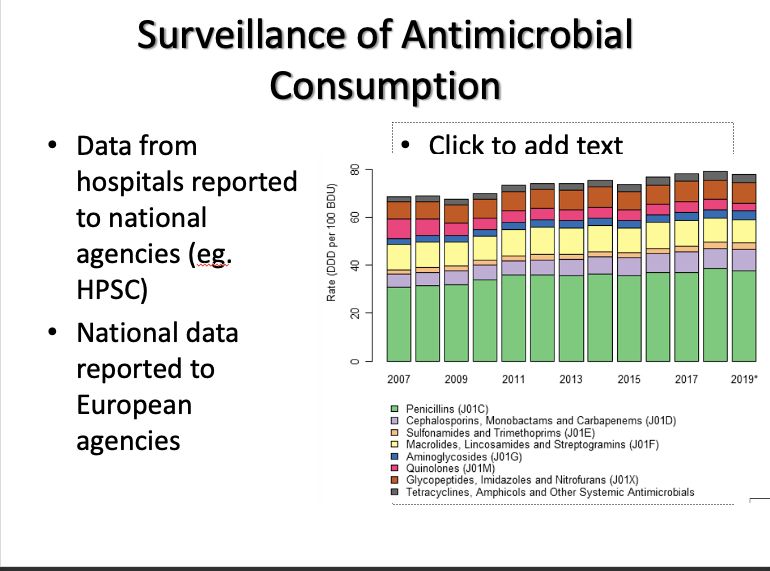 Surveillance of Antimicrobial
Consumption
• Data from
hospitals reported
to national
agencies (eg.
HPSC)
• National data
reported to
European
agencies
• Click to add text
Rate (DDD per 100 BDU)
80
60
40
20
0
2007 2009 2011 2013 2015 2017 2019*
Penicillins (J01C)
Cephalosporins, Monobactams and Carbapenems (J01D)
Sulfonamides and Trimethoprims (J01E)
Macrolides, Lincosamides and Streptogramins (J01F)
Aminoglycosides (J01G)
Quinolones (J01M)
Glycopeptides, Imidazoles and Nitrofurans (J01X)
Tetracyclines, Amphicols and Other Systemic Antimicrobials